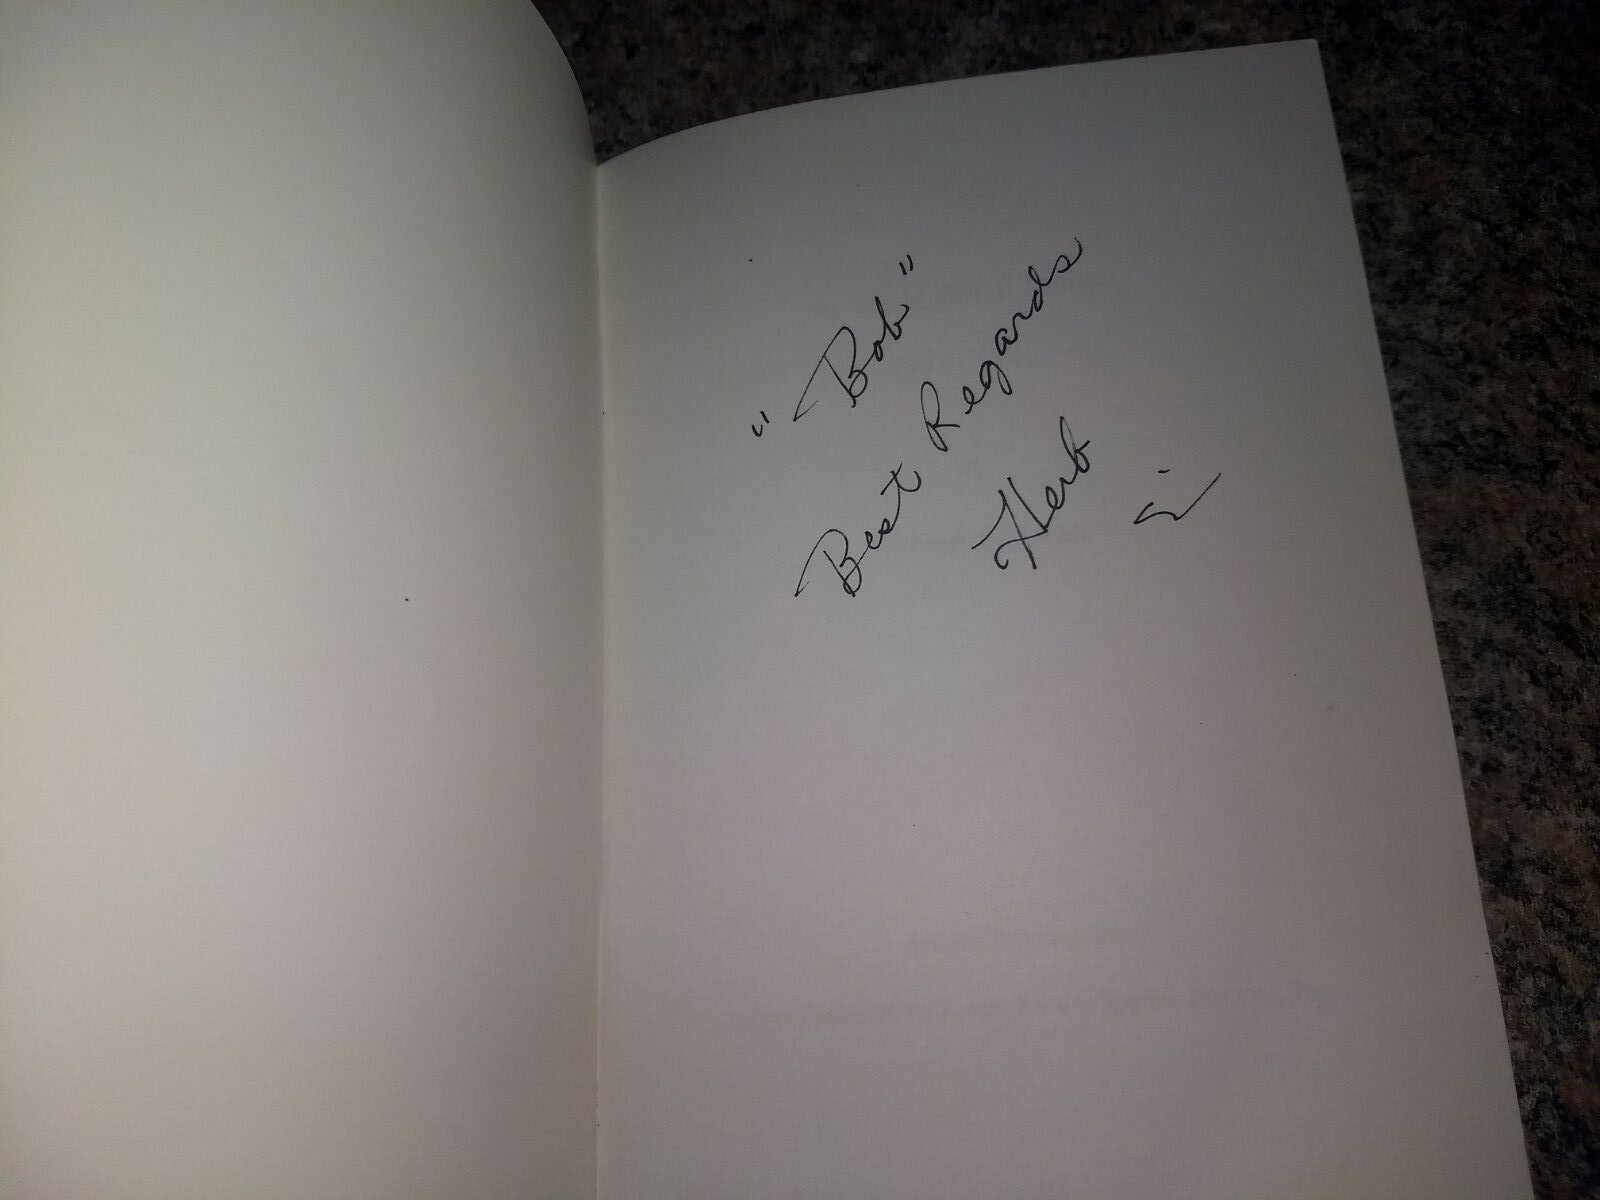 "Bob"
Best Regards
Herb